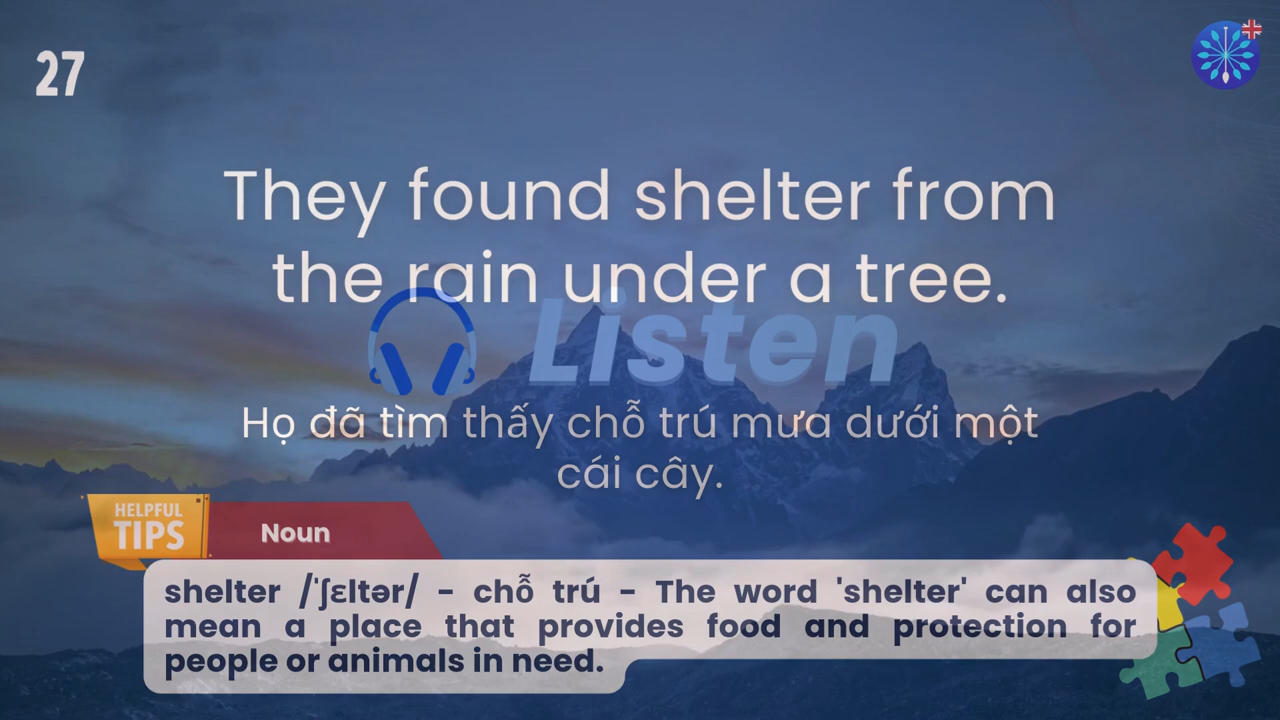 27
They found shelter from
the rain under a tree.
Listen
Họ đã tìm thấy chỗ trú mưa dưới một
cái cây.
HELPFUL
TIPS
Noun
shelter /ˈʃɛltər/ - chỗ trú - The word 'shelter' can also
mean a place that provides food and protection for
people or animals in need.